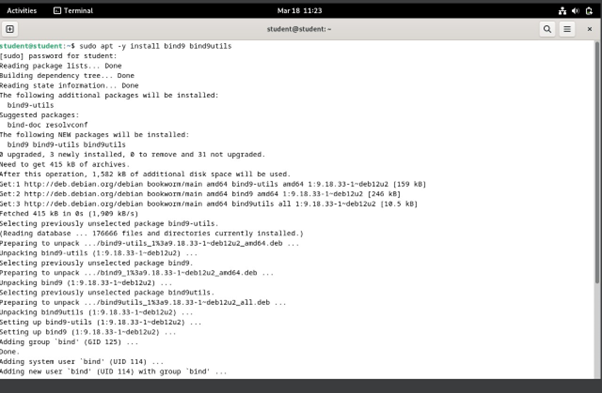 Activities Terminal Mar 18 11:23
student@student: ~
student@student:~$ sudo apt -y install bind9 bind9utils
[sudo] password for student:
Reading package lists... Done
Building dependency tree... Done
Reading state information... Done
The following additional packages will be installed:
bind9-utils
Suggested packages:
bind-doc resolvconf
The following NEW packages will be installed:
bind9 bind9-utils bind9utils
0 upgraded, 3 newly installed, 0 to remove and 31 not upgraded.
Need to get 415 kB of archives.
After this operation, 1,582 kB of additional disk space will be used.
Get:1 http://deb.debian.org/debian bookworm/main amd64 bind9-utils amd64 1:9.18.33-1~deb12u2 [159 kB]
Get:2 http://deb.debian.org/debian bookworm/main amd64 bind9 amd64 1:9.18.33-1~deb12u2 [246 kB]
Get:3 http://deb.debian.org/debian bookworm/main amd64 bind9utils all 1:9.18.33-1~deb12u2 [10.5 kB]
Fetched 415 kB in 0s (1,909 kB/s)
Selecting previously unselected package bind9-utils.
(Reading database ... 176666 files and directories currently installed.)
Preparing to unpack .../bind9-utils_1%3a9.18.33-1~deb12u2_amd64.deb ...
Unpacking bind9-utils (1:9.18.33-1~deb12u2) ...
Selecting previously unselected package bind9.
Preparing to unpack .../bind9_1%3a9.18.33-1~deb12u2_amd64.deb ...
Unpacking bind9 (1:9.18.33-1~deb12u2) ...
Selecting previously unselected package bind9utils.
Preparing to unpack .../bind9utils_1%3a9.18.33-1~deb12u2_all.deb ...
Unpacking bind9utils (1:9.18.33-1~deb12u2) ...
Setting up bind9-utils (1:9.18.33-1~deb12u2) ...
Setting up bind9 (1:9.18.33-1~deb12u2) ...
Adding group `bind' (GID 125) ...
Done.
Adding system user `bind' (UID 114) ...
Adding new user `bind' (UID 114) with group `bind' ...